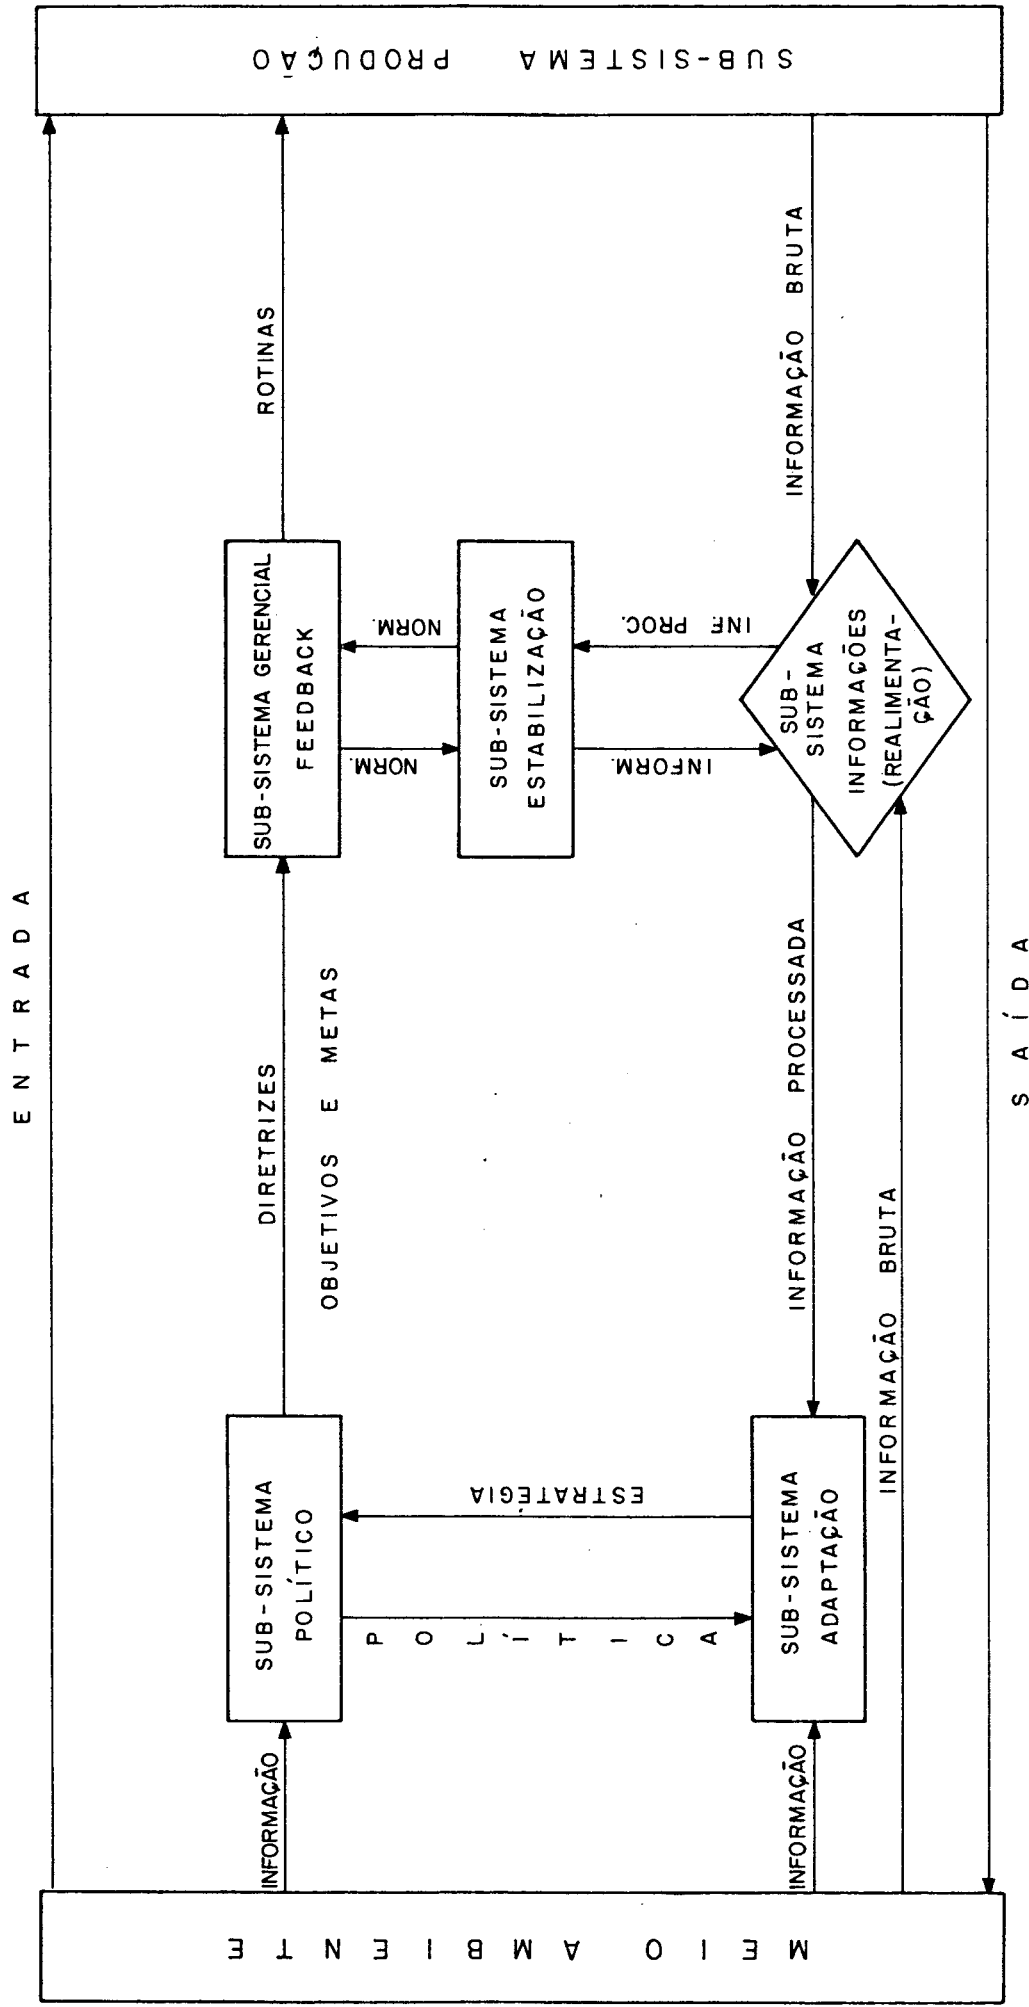 ENTRADA
MEIO AMBIENTE
INFORMAÇÃO
SUB-SISTEMA
POLÍTICO
DIRETRIZES
OBJETIVOS E METAS
SUB-SISTEMA GERENCIAL
FEEDBACK
ROTINAS
SUB-SISTEMA PRODUÇÃO
POLÍTICA
ESTRATÉGIA
NORM.
NORM.
SUB-SISTEMA
ESTABILIZAÇÃO
INFORM.
INF. PROC.
INFORMAÇÃO
SUB-SISTEMA
ADAPTAÇÃO
INFORMAÇÃO PROCESSADA
SUB-
SISTEMA
INFORMAÇÕES
(REALIMENTA-
ÇÃO)
INFORMAÇÃO BRUTA
INFORMAÇÃO BRUTA
SAÍDA